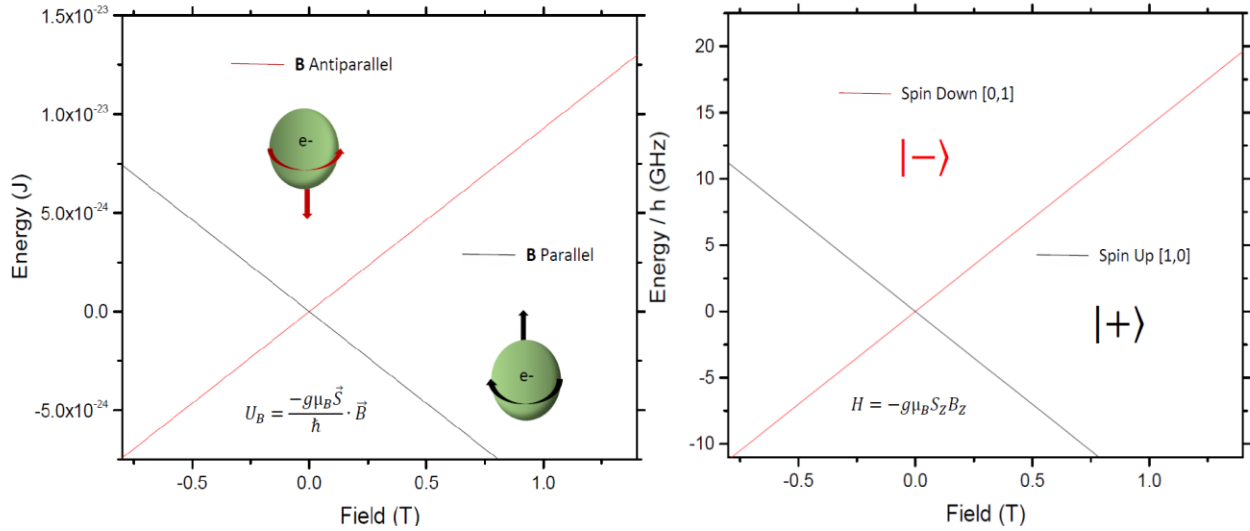 1.5x10⁻²³
1.0x10⁻²³
5.0x10⁻²⁴
0.0
-5.0x10⁻²⁴
Energy (J)
B Antiparallel
e-
B Parallel
e-
U_B = −gμ_B S⃗ / ħ · B⃗
-0.5 0.0 0.5 1.0
Field (T)
20
15
10
5
0
-5
-10
Energy / h (GHz)
Spin Down [0,1]
|−⟩
Spin Up [1,0]
|+⟩
H = −gμ_B S_Z B_Z
-0.5 0.0 0.5 1.0
Field (T)